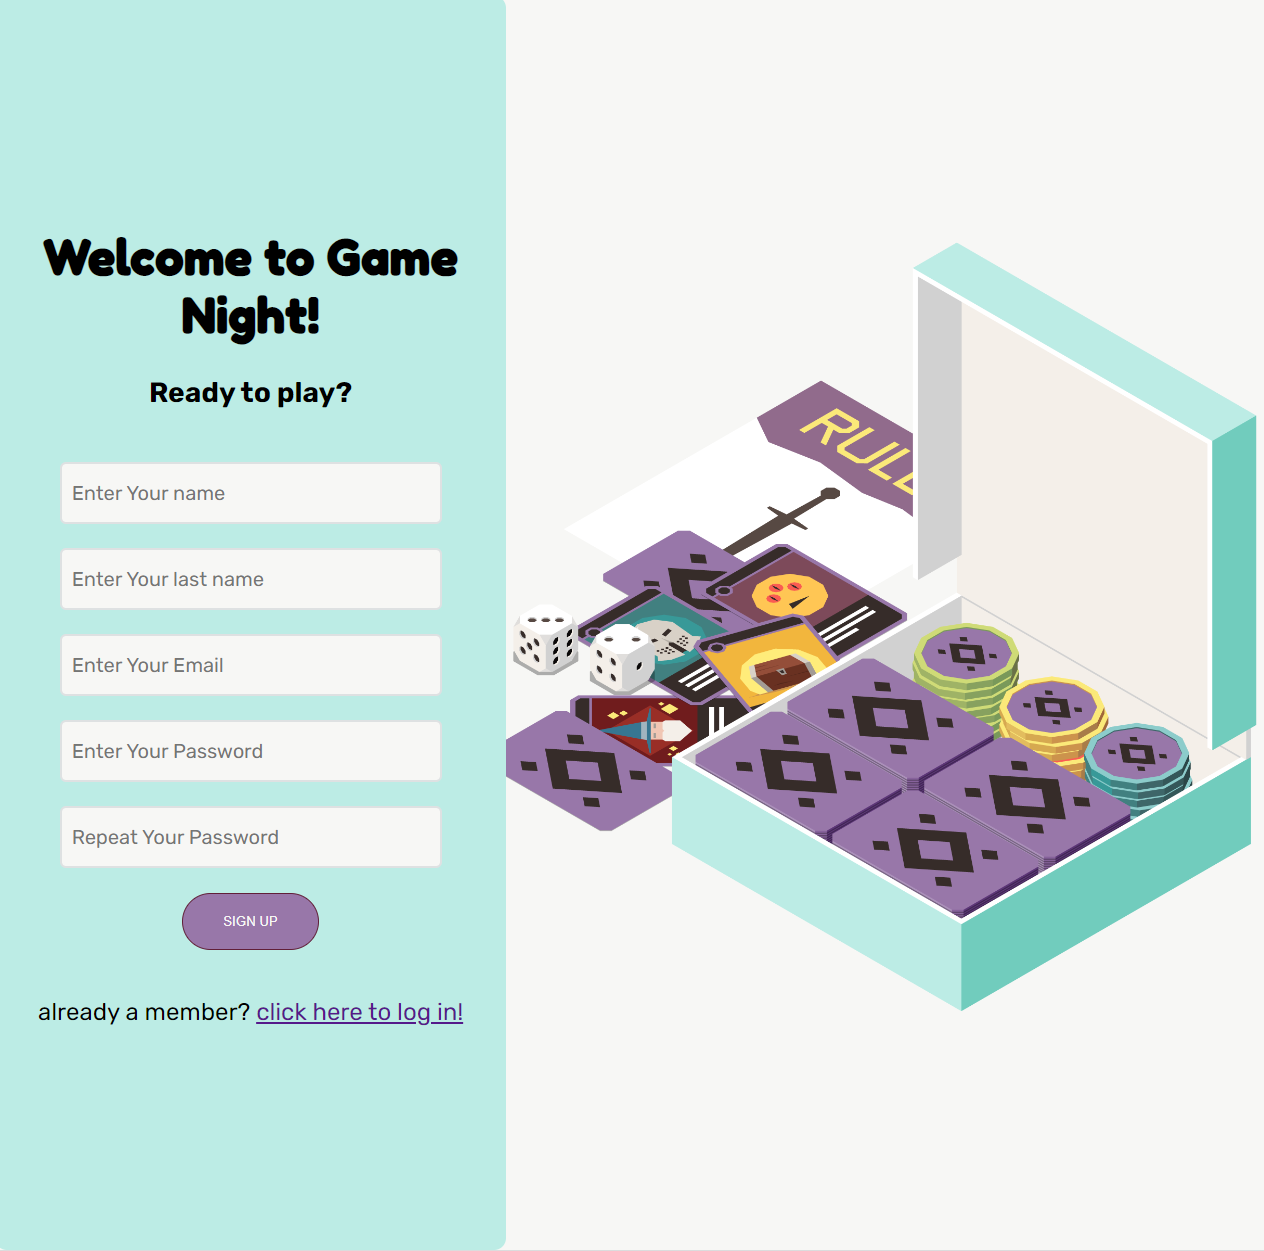 Welcome to Game
Night!
Ready to play?
Enter Your name
Enter Your last name
Enter Your Email
Enter Your Password
Repeat Your Password
SIGN UP
already a member? click here to log in!
RULE